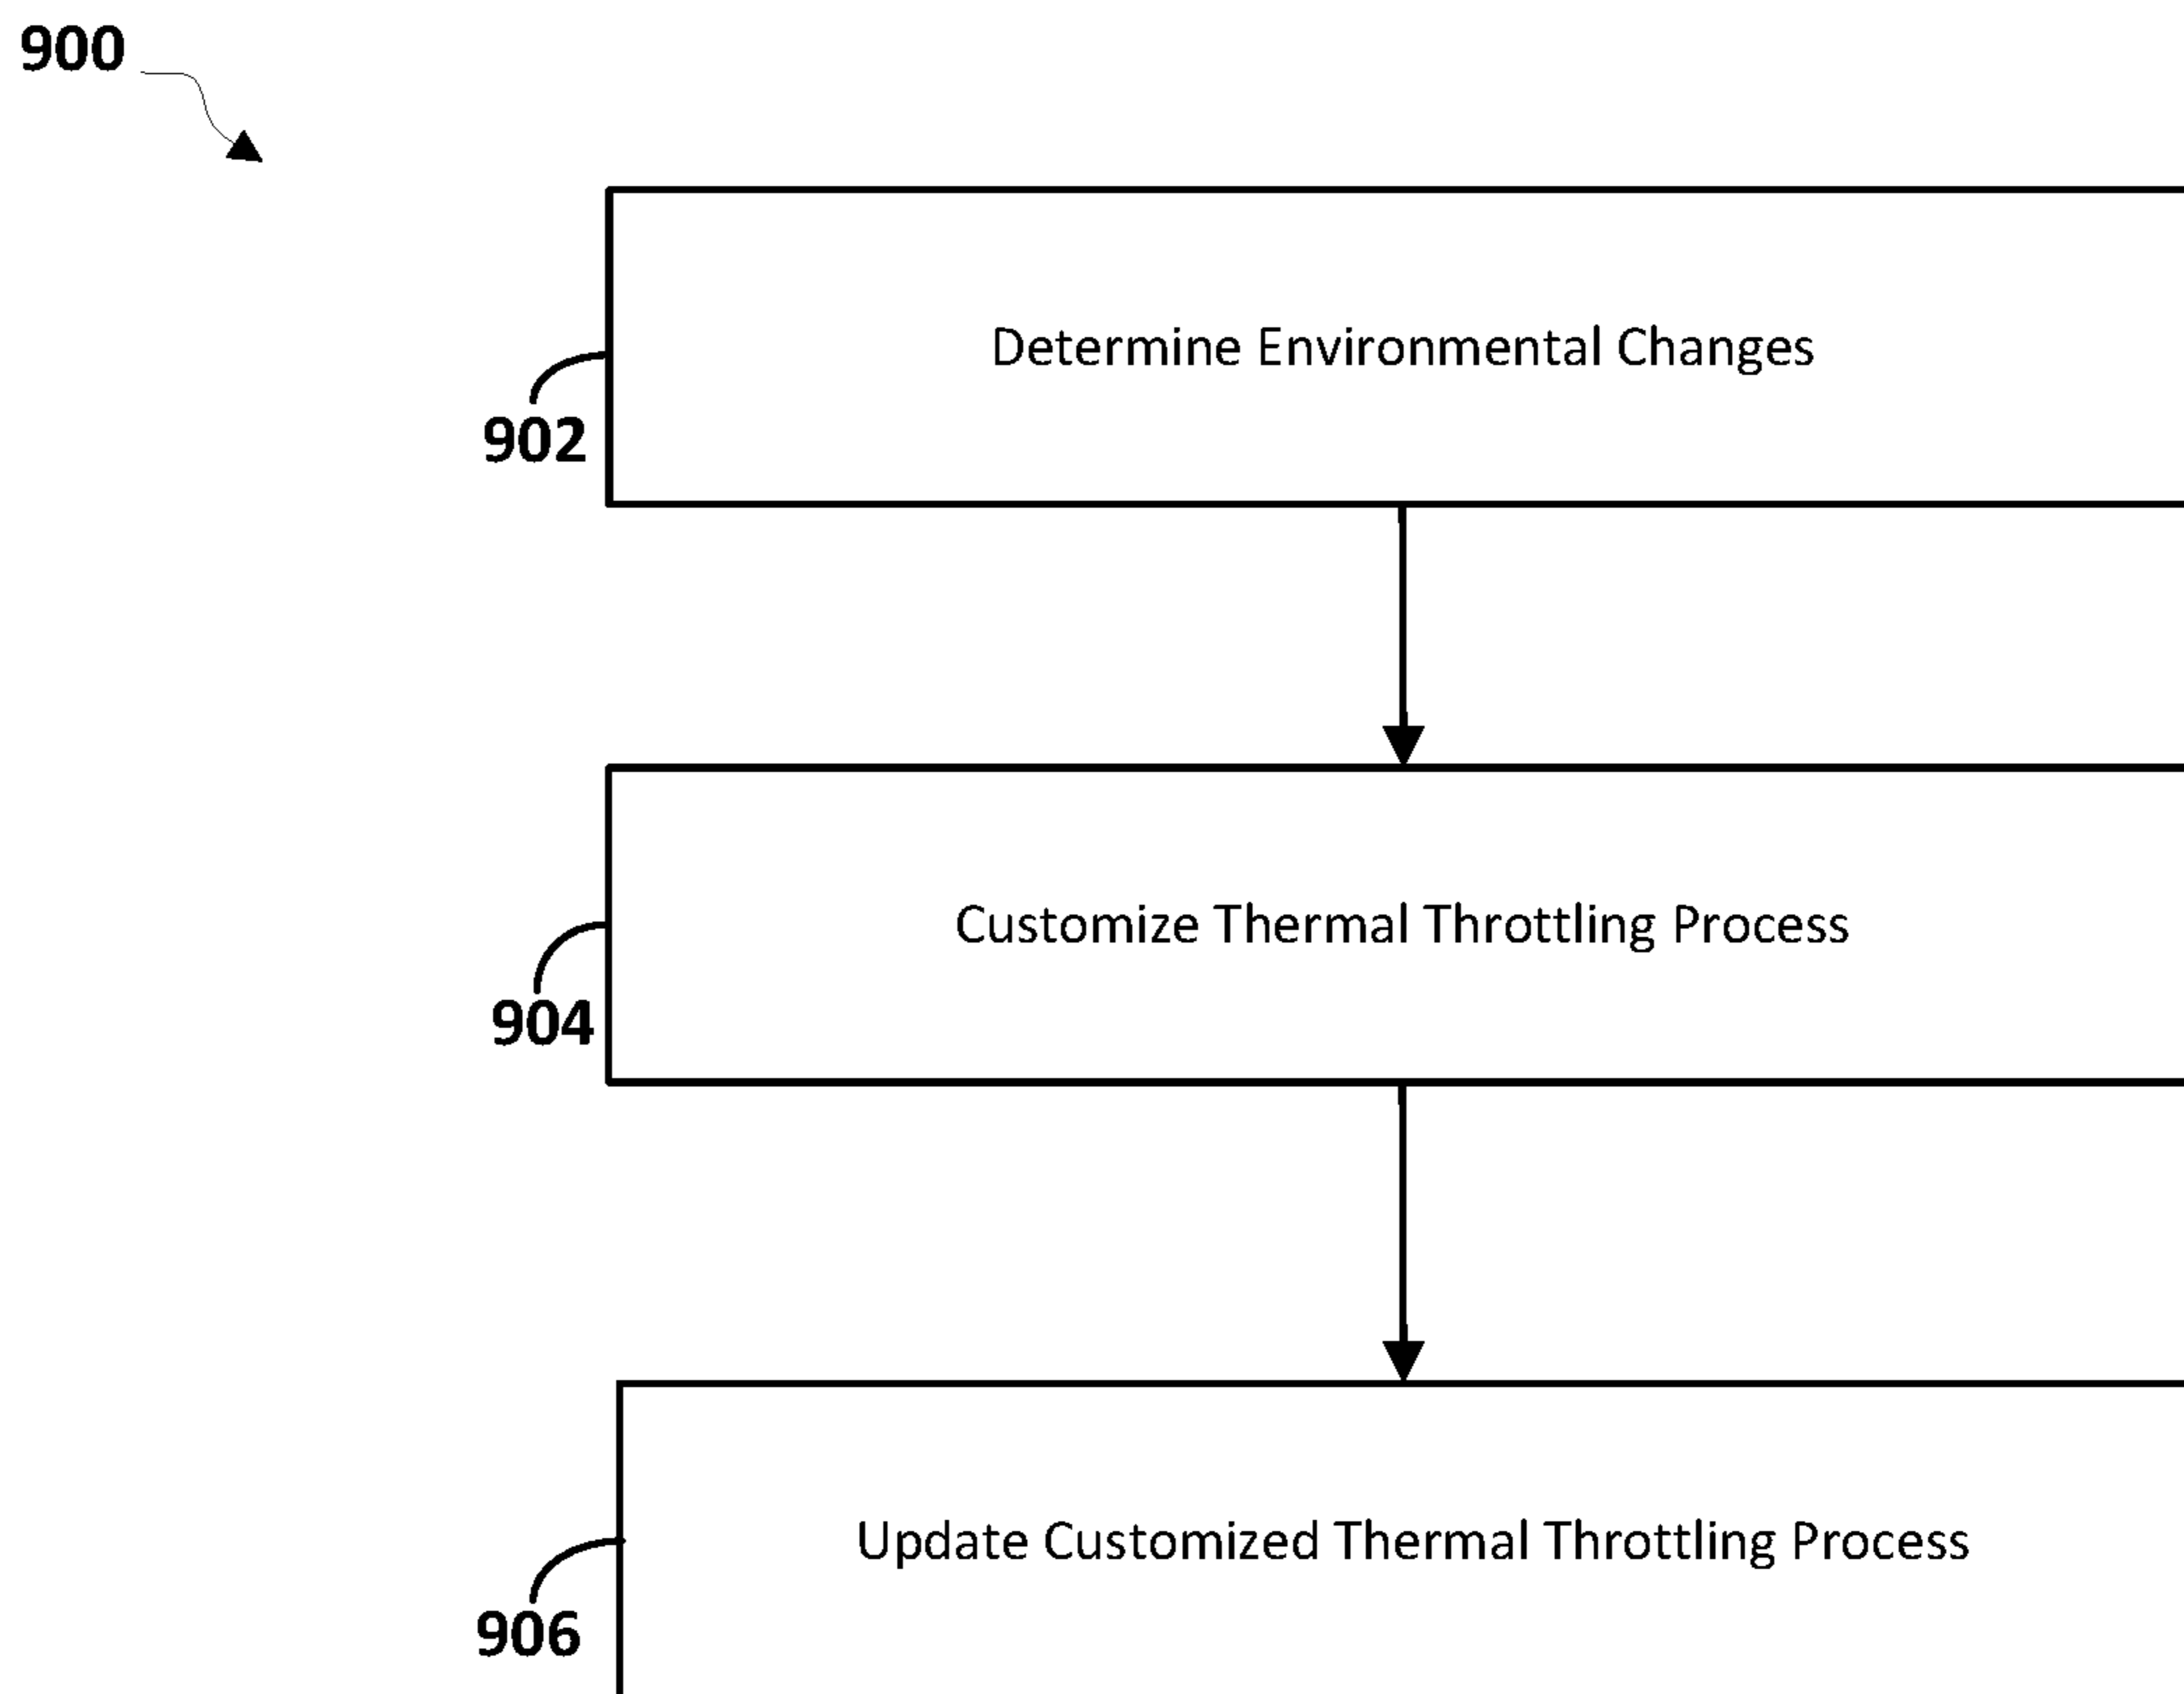 900
Determine Environmental Changes
902
Customize Thermal Throttling Process
904
Update Customized Thermal Throttling Process
906